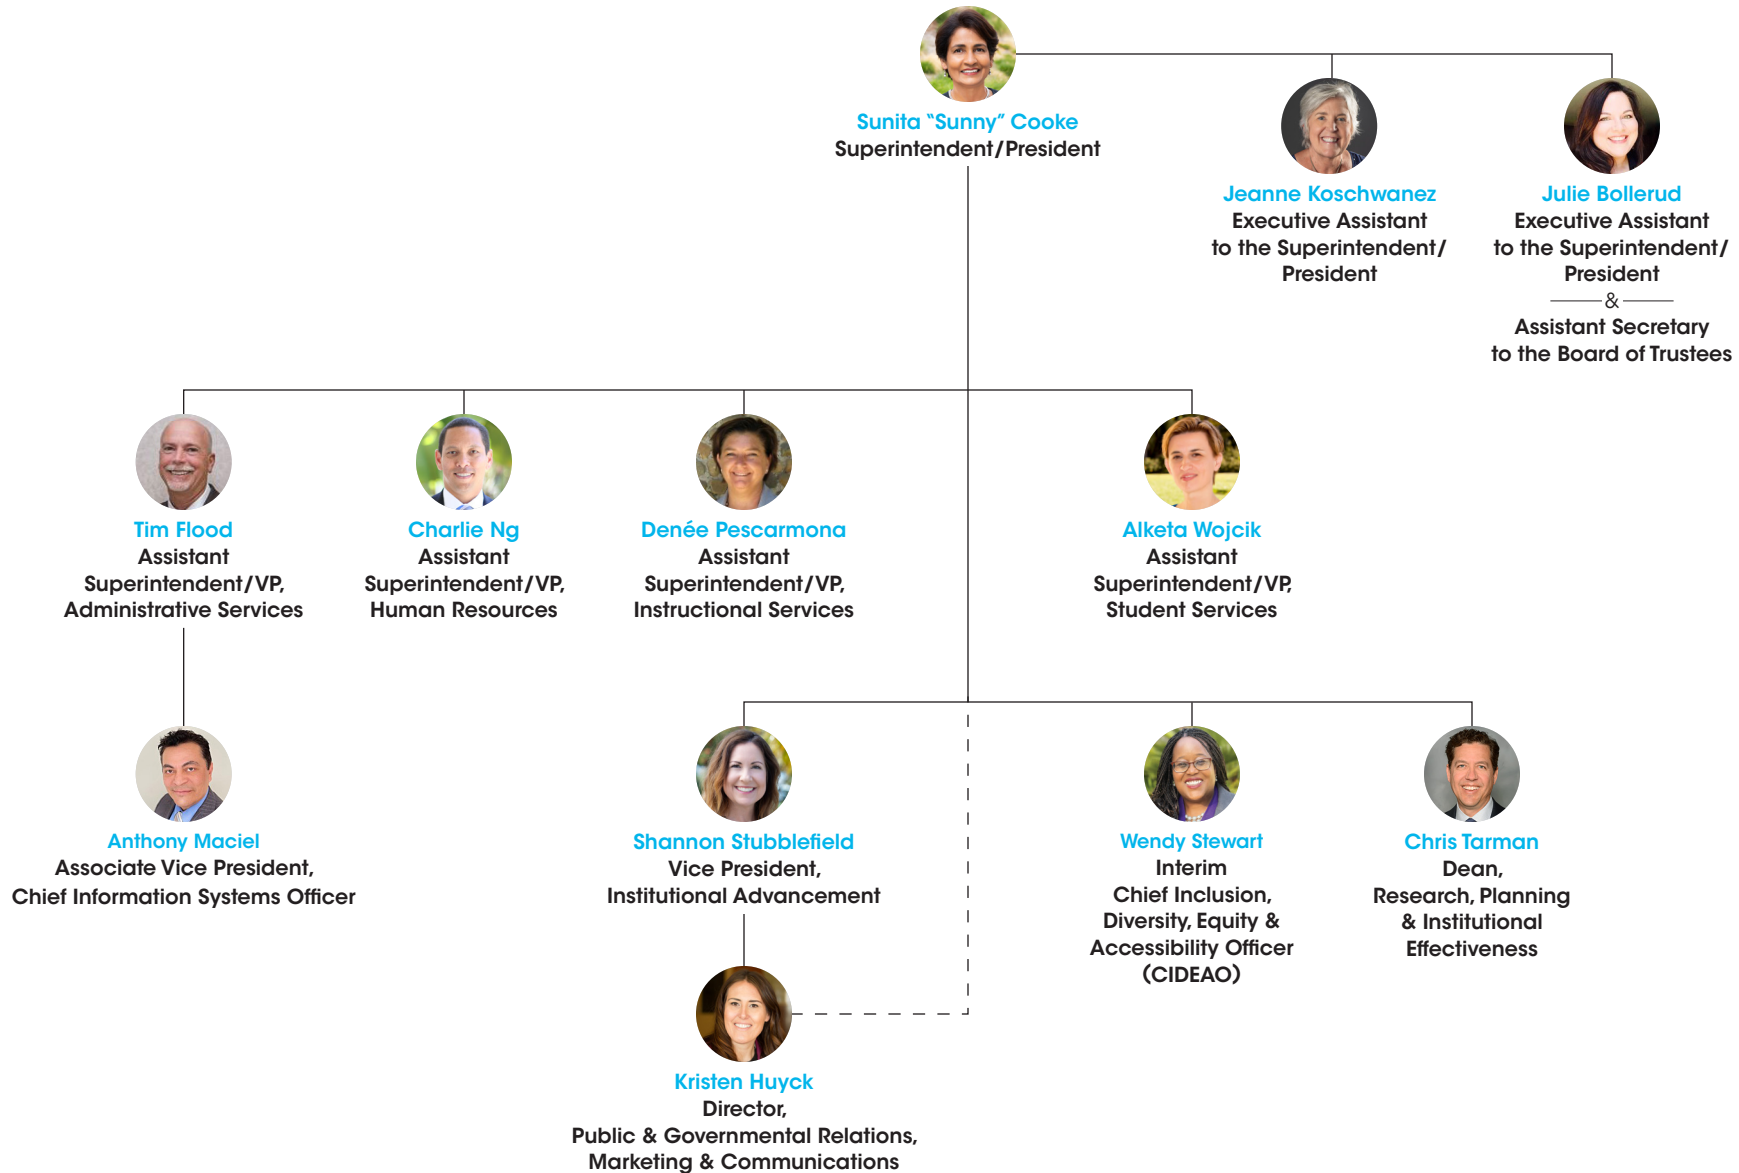 Sunita “Sunny” Cooke
Superintendent/President
Jeanne Koschwanez
Executive Assistant
to the Superintendent/
President
Julie Bollerud
Executive Assistant
to the Superintendent/
President
&
Assistant Secretary
to the Board of Trustees
Tim Flood
Assistant
Superintendent/VP,
Administrative Services
Charlie Ng
Assistant
Superintendent/VP,
Human Resources
Denée Pescarmona
Assistant
Superintendent/VP,
Instructional Services
Alketa Wojcik
Assistant
Superintendent/VP,
Student Services
Anthony Maciel
Associate Vice President,
Chief Information Systems Officer
Shannon Stubblefield
Vice President,
Institutional Advancement
Wendy Stewart
Interim
Chief Inclusion,
Diversity, Equity &
Accessibility Officer
(CIDEAO)
Chris Tarman
Dean,
Research, Planning
& Institutional
Effectiveness
Kristen Huyck
Director,
Public & Governmental Relations,
Marketing & Communications